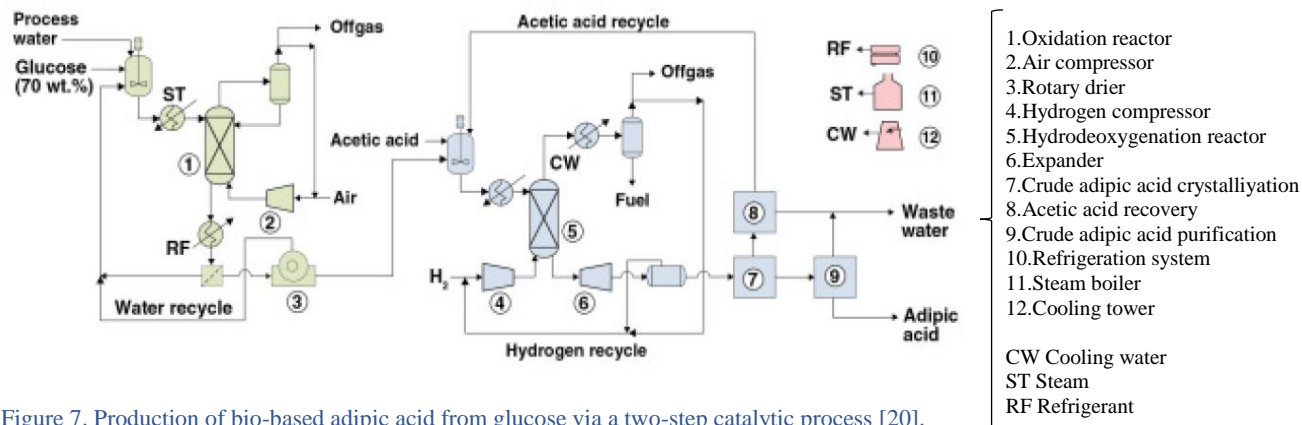 Process
water
Glucose
(70 wt.%)
ST
Offgas
1
2
Air
RF
Water recycle
3
Acetic acid recycle
Acetic acid
CW
Offgas
Fuel
5
H2
4
6
Hydrogen recycle
7
8
9
Waste
water
Adipic
acid
RF 10
ST 11
CW 12
1.Oxidation reactor
2.Air compressor
3.Rotary drier
4.Hydrogen compressor
5.Hydrodeoxygenation reactor
6.Expander
7.Crude adipic acid crystalliyation
8.Acetic acid recovery
9.Crude adipic acid purification
10.Refrigeration system
11.Steam boiler
12.Cooling tower
CW Cooling water
ST Steam
RF Refrigerant
Figure 7. Production of bio-based adipic acid from glucose via a two-step catalytic process [20].